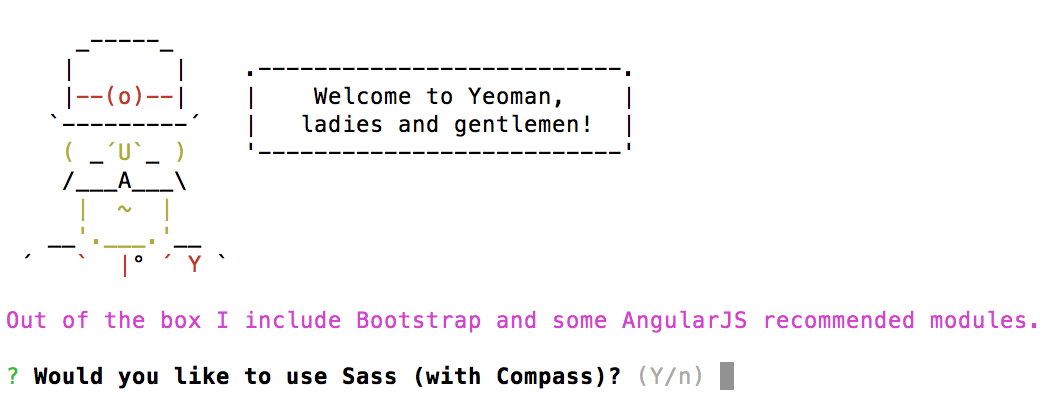 Welcome to Yeoman,
ladies and gentlemen!
Out of the box I include Bootstrap and some AngularJS recommended modules.
? Would you like to use Sass (with Compass)? (Y/n)